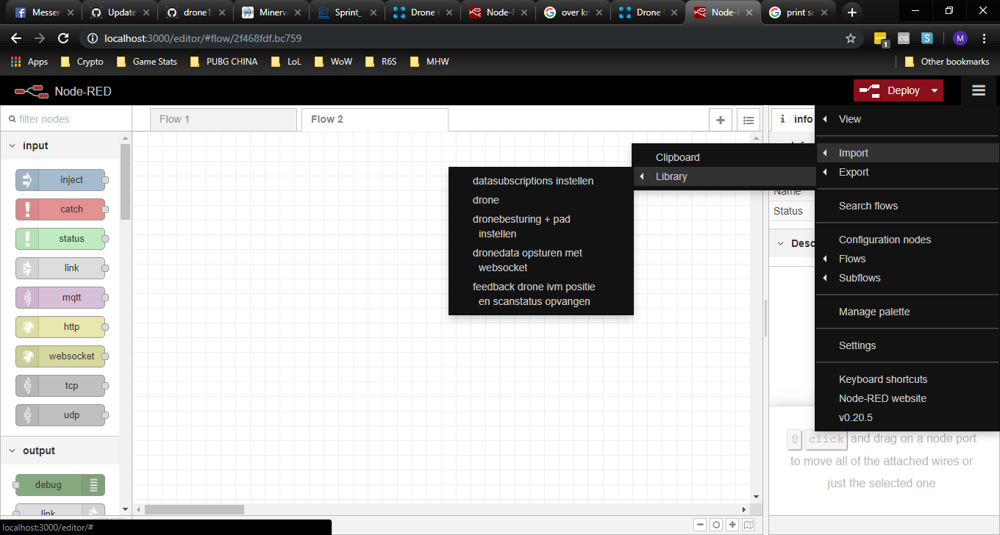 Messen
Update
drone1
Minerva
Sprint_
Drone
Node-R
over kn
Drone
Node-R
print sc
localhost:3000/editor/#flow/2f468fdf.bc759
1
M
Apps
Crypto
Game Stats
PUBG CHINA
LoL
WoW
R6S
MHW
Other bookmarks
Node-RED
Deploy
filter nodes
Flow 1
Flow 2
i info
View
input
inject
catch
status
link
mqtt
http
websocket
tcp
udp
output
debug
link
Clipboard
Library
datasubscriptions instellen
drone
dronebesturing + pad
instellen
dronedata opsturen met
websocket
feedback drone ivm positie
en scanstatus opvangen
Import
Export
Search flows
Configuration nodes
Flows
Subflows
Manage palette
Settings
Keyboard shortcuts
Node-RED website
v0.20.5
Name
Status
Desc
click and drag on a node port
to move all of the attached wires or
just the selected one
localhost:3000/editor/#